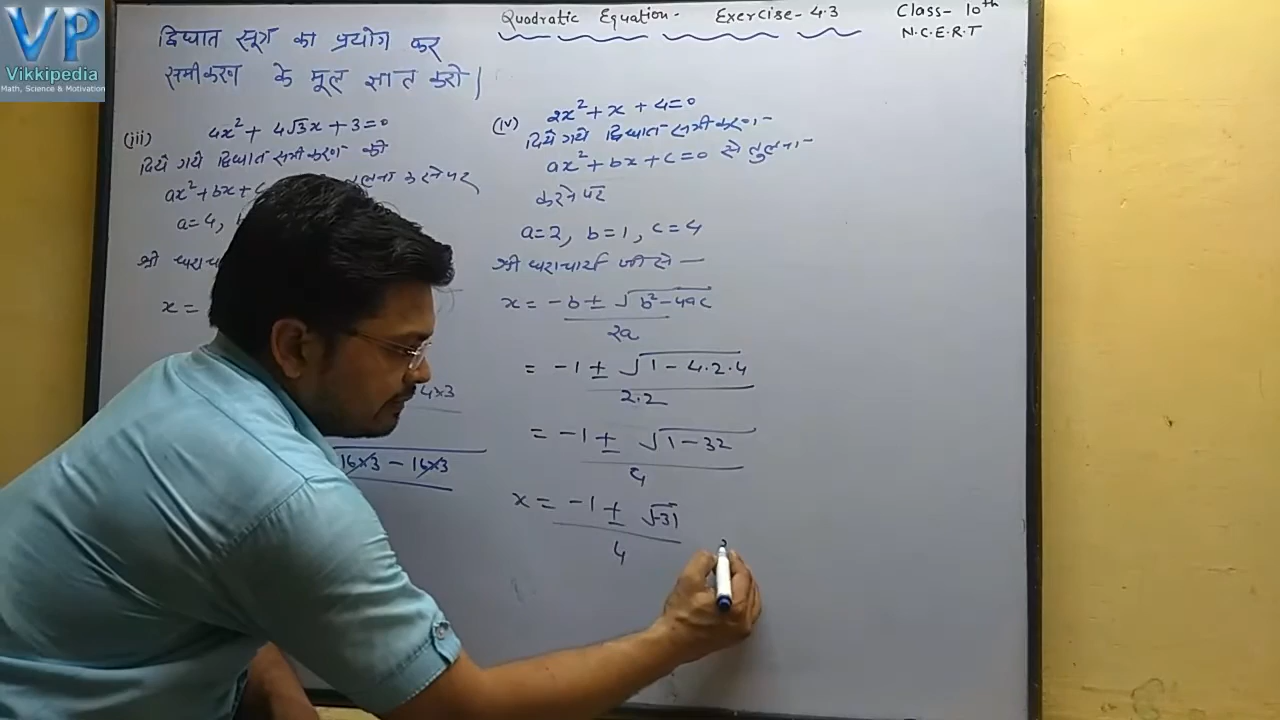 VP
Vikkipedia
Math, Science & Motivation
Quadratic Equation- Exercise-4.3
Class- 10th
N.C.E.R.T
द्विघात सूत्र का प्रयोग कर
समीकरण के मूल ज्ञात करो।
(iii) 4x² + 4√3x + 3 = 0
दिये गये द्विघात समीकरण को
ax² + bx + c तुलना करने पर
a = 4,
श्री धराचा
x =
4×3
16×3 - 16×3
(iv) 2x² + x + 4 = 0
दिये गये द्विघात समीकरण-
ax² + bx + c = 0 से तुलना-
करने पर
a = 2, b = 1, c = 4
श्री धराचार्य जी से —
x = -b ± √b² - 4ac
2a
= -1 ± √1 - 4.2.4
2.2
= -1 ± √1 - 32
4
x = -1 ± √-31
4